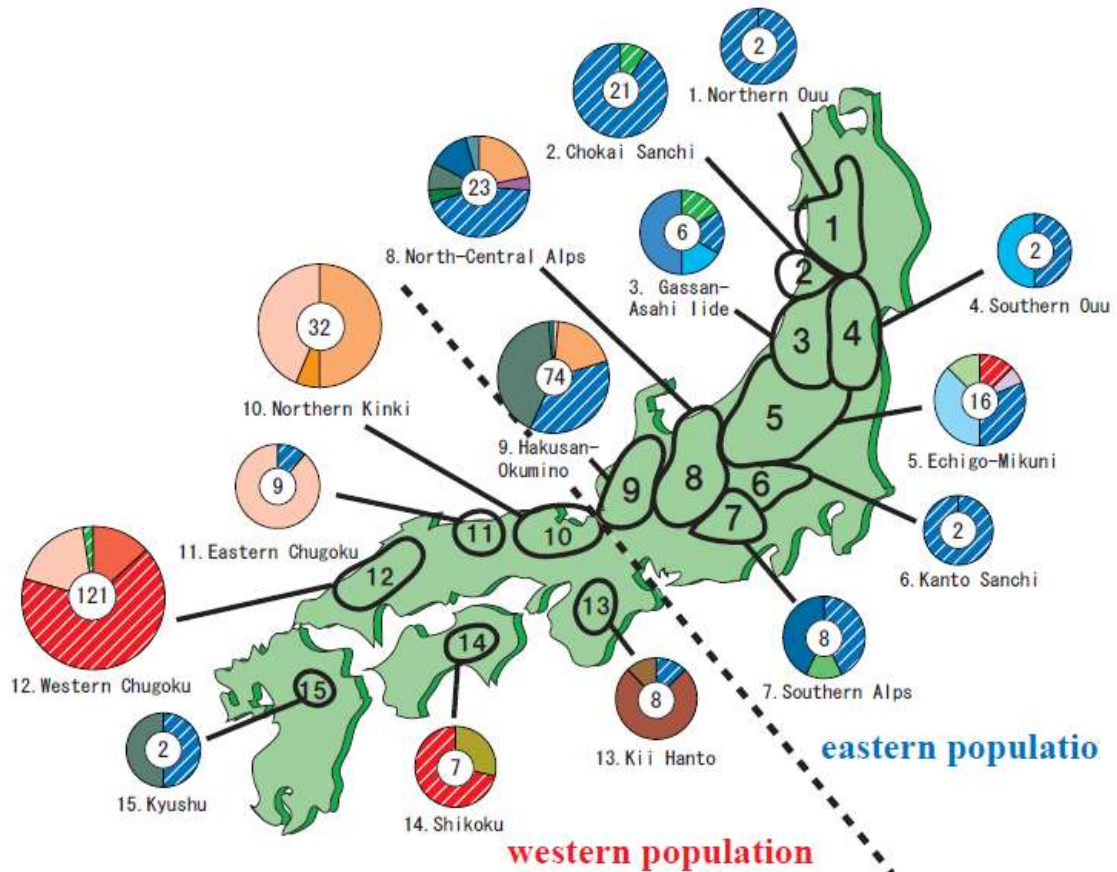 2
1. Northern Ouu
21
2. Chokai Sanchi
23
8. North-Central Alps
6
3. Gassan-
Asahi Iide
2
4. Southern Ouu
32
10. Northern Kinki
74
9. Hakusan-
Okumino
16
5. Echigo-Mikuni
9
11. Eastern Chugoku
2
6. Kanto Sanchi
121
12. Western Chugoku
8
7. Southern Alps
8
13. Kii Hanto
2
15. Kyushu
7
14. Shikoku
1
2
3
4
5
6
7
8
9
10
11
12
13
14
15
eastern populatio
western population